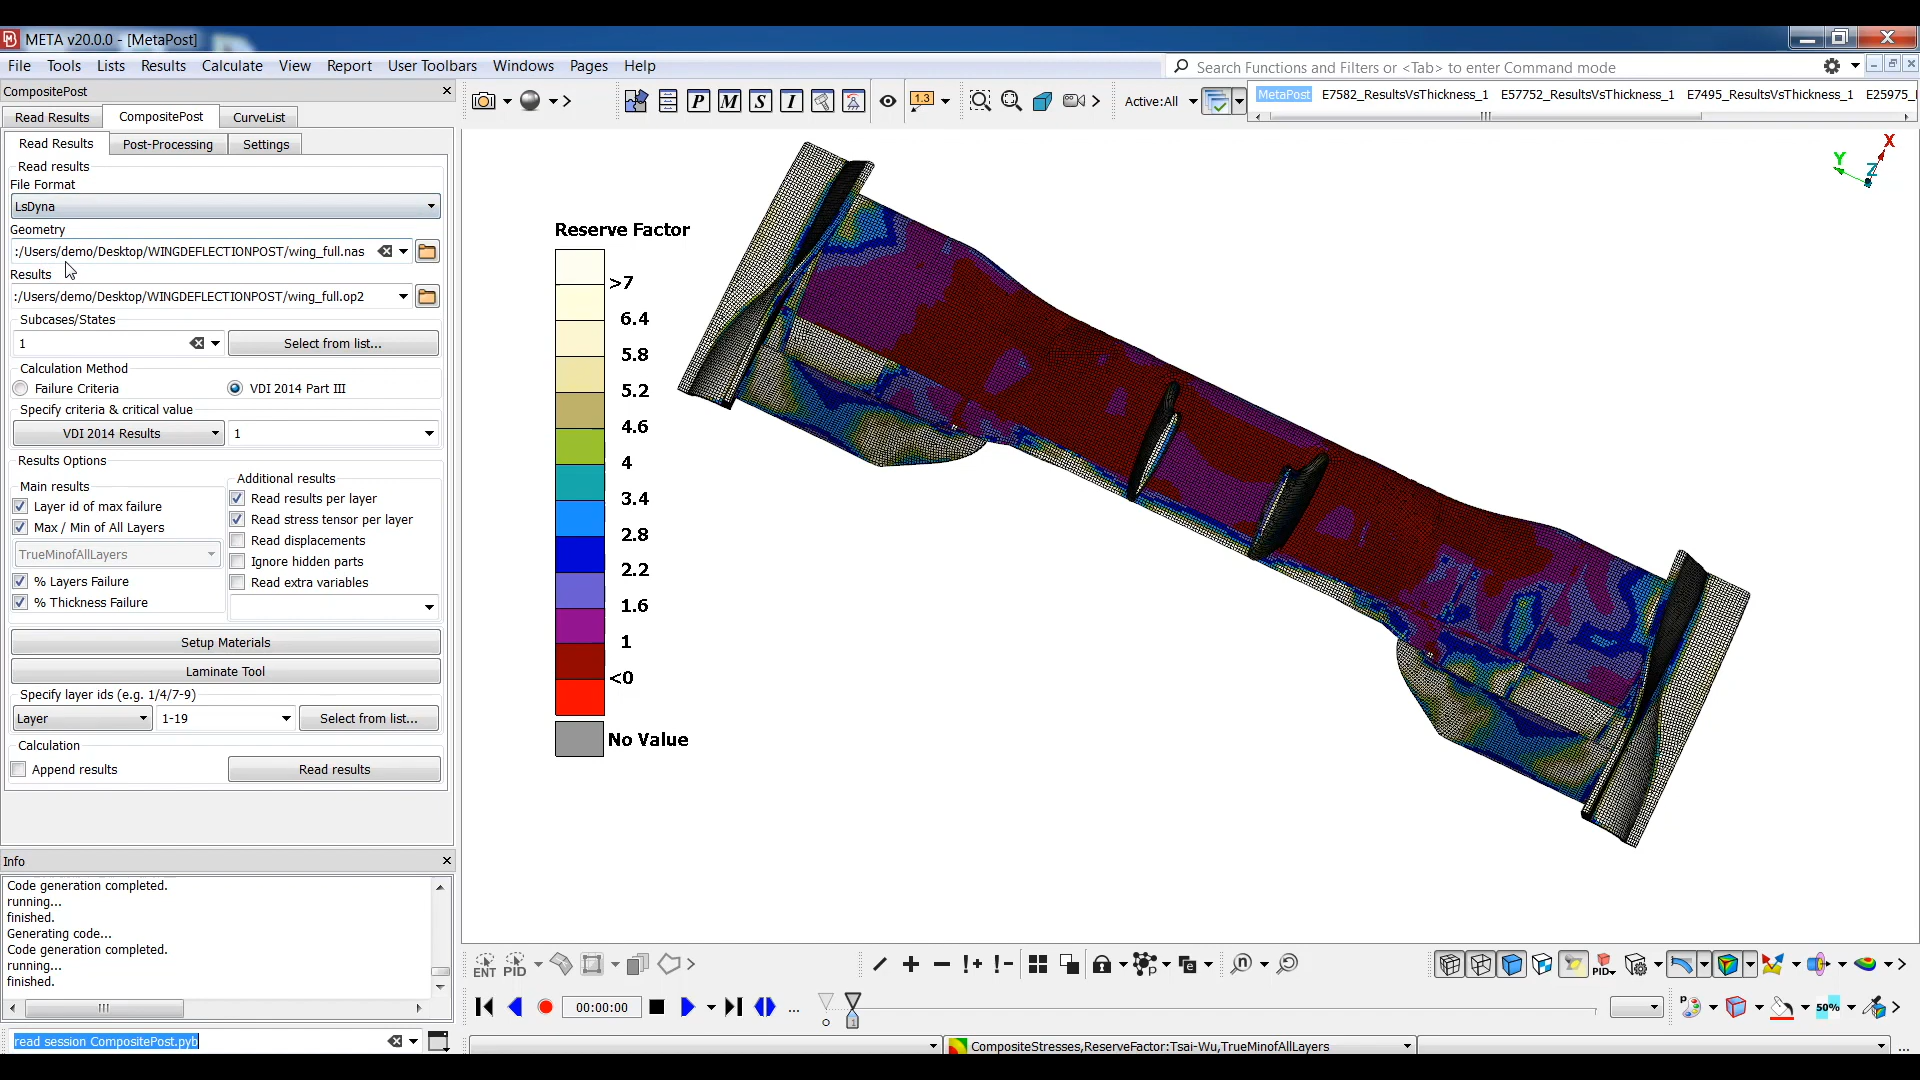 META v20.0.0 - [MetaPost]
File Tools Lists Results Calculate View Report User Toolbars Windows Pages Help
Search Functions and Filters or <Tab> to enter Command mode
CompositePost
Active:All
MetaPost E7582_ResultsVsThickness_1 E57752_ResultsVsThickness_1 E7495_ResultsVsThickness_1 E25975_
Read Results CompositePost CurveList
Read Results Post-Processing Settings
Read results
File Format
LsDyna
Geometry
:/Users/demo/Desktop/WINGDEFLECTIONPOST/wing_full.nas
Results
:/Users/demo/Desktop/WINGDEFLECTIONPOST/wing_full.op2
Subcases/States
1 Select from list...
Calculation Method
Failure Criteria VDI 2014 Part III
Specify criteria & critical value
VDI 2014 Results 1
Results Options
Main results
Additional results
Layer id of max failure
Read results per layer
Max / Min of All Layers
Read stress tensor per layer
TrueMinofAllLayers
Read displacements
Ignore hidden parts
% Layers Failure
Read extra variables
% Thickness Failure
Setup Materials
Laminate Tool
Specify layer ids (e.g. 1/4/7-9)
Layer 1-19 Select from list...
Calculation
Append results Read results
Info
Code generation completed.
running...
finished.
Generating code...
Code generation completed.
running...
finished.
read session CompositePost.pyb
Reserve Factor
>7
6.4
5.8
5.2
4.6
4
3.4
2.8
2.2
1.6
1
<0
No Value
X
Y
Z
1.3
P M S I
ENT PID
PID
00:00:00
1
50%
CompositeStresses,ReserveFactor:Tsai-Wu,TrueMinofAllLayers